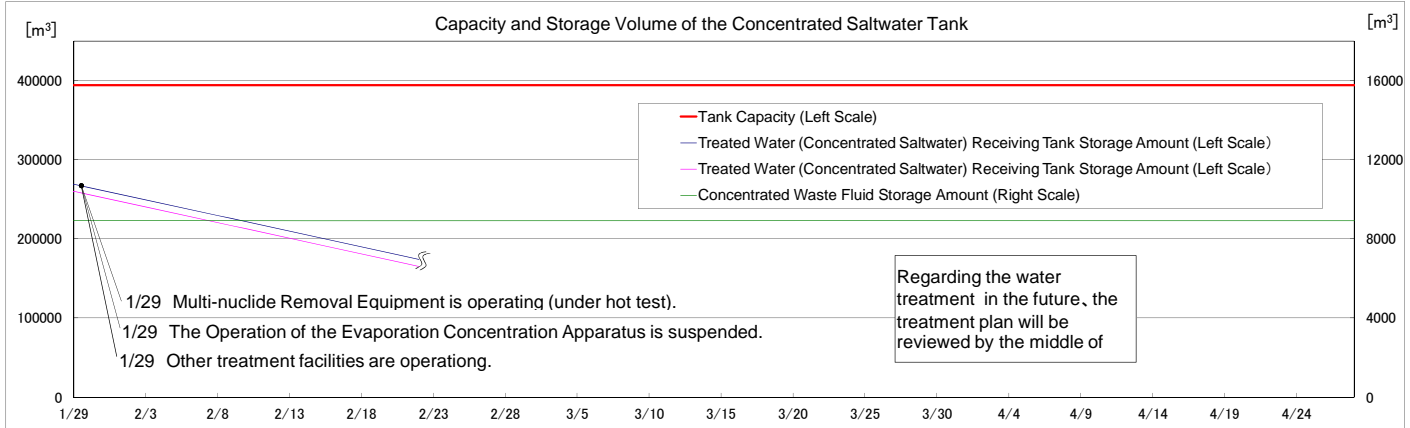 Capacity and Storage Volume of the Concentrated Saltwater Tank
[m³]
[m³]
400000
300000
200000
100000
0
16000
12000
8000
4000
0
Tank Capacity (Left Scale)
Treated Water (Concentrated Saltwater) Receiving Tank Storage Amount (Left Scale）
Treated Water (Concentrated Saltwater) Receiving Tank Storage Amount (Left Scale）
Concentrated Waste Fluid Storage Amount (Right Scale)
1/29 Multi-nuclide Removal Equipment is operating (under hot test).
1/29 The Operation of the Evaporation Concentration Apparatus is suspended.
1/29 Other treatment facilities are operationg.
Regarding the water
treatment in the future、the
treatment plan will be
reviewed by the middle of
1/29 2/3 2/8 2/13 2/18 2/23 2/28 3/5 3/10 3/15 3/20 3/25 3/30 4/4 4/9 4/14 4/19 4/24